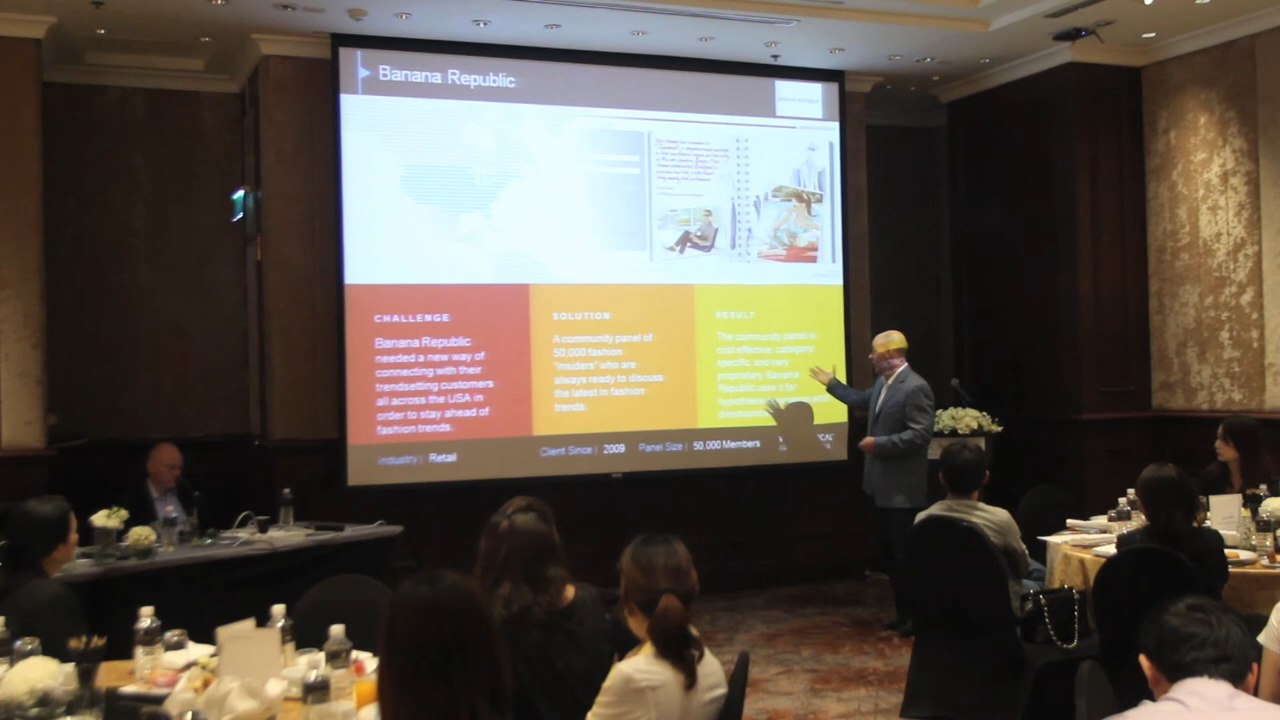 Banana Republic
CHALLENGE
Banana Republic
needed a new way of
connecting with their
trendsetting customers
all across the USA in
order to stay ahead of
fashion trends.
SOLUTION
A community panel of
50,000 fashion
"insiders" who are
always ready to discuss
the latest in fashion
trends.
RESULT
The community panel is
cost effective, category
specific and very
proprietary. Banana
Republic uses it for
Industry | Retail
Client Since | 2009
Panel Size | 50,000 Members